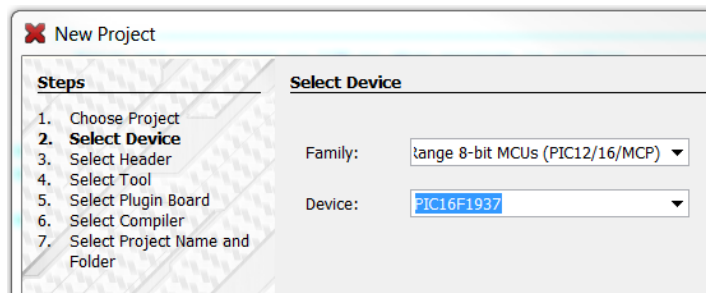 New Project
Steps
1. Choose Project
2. Select Device
3. Select Header
4. Select Tool
5. Select Plugin Board
6. Select Compiler
7. Select Project Name and
Folder
Select Device
Family: Range 8-bit MCUs (PIC12/16/MCP)
Device: PIC16F1937